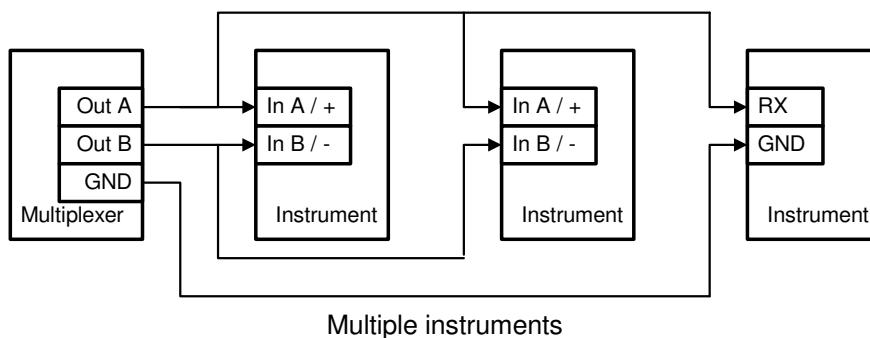 Out A
Out B
GND
Multiplexer
In A / +
In B / -
Instrument
In A / +
In B / -
Instrument
RX
GND
Instrument
Multiple instruments